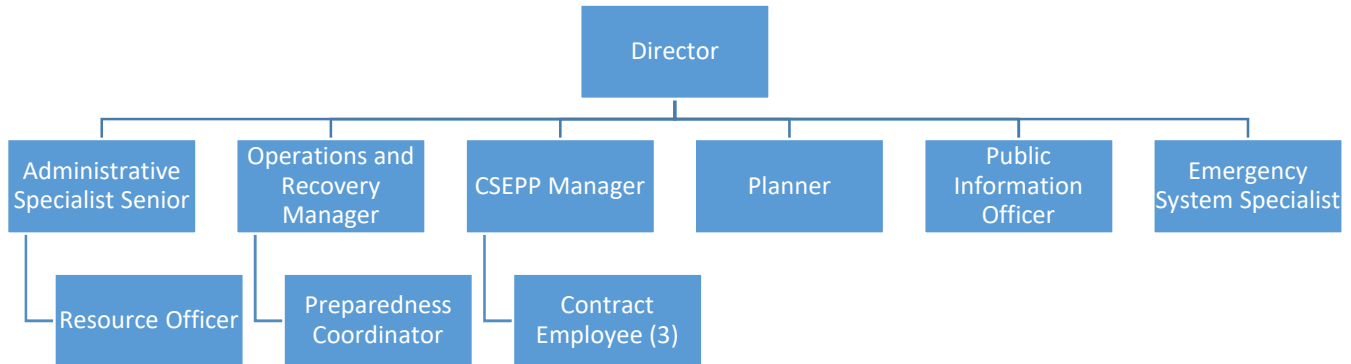 Director
Administrative
Specialist Senior
Operations and
Recovery
Manager
CSEPP Manager
Planner
Public
Information
Officer
Emergency
System Specialist
Resource Officer
Preparedness
Coordinator
Contract
Employee (3)